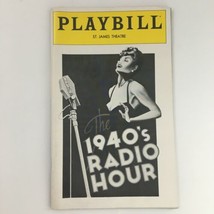 PLAYBILL
ST. JAMES THEATRE
The
1940's
RADIO
HOUR